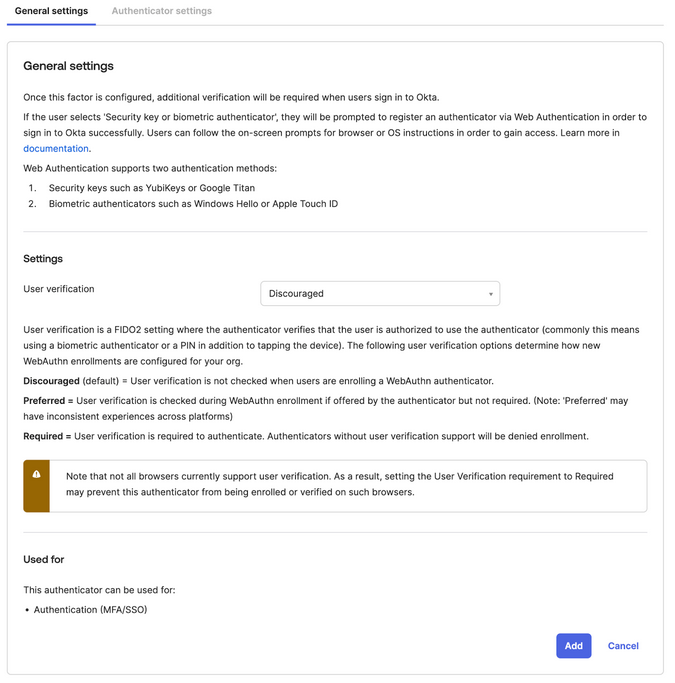 General settings
Authenticator settings
General settings
Once this factor is configured, additional verification will be required when users sign in to Okta.
If the user selects 'Security key or biometric authenticator', they will be prompted to register an authenticator via Web Authentication in order to
sign in to Okta successfully. Users can follow the on-screen prompts for browser or OS instructions in order to gain access. Learn more in
documentation.
Web Authentication supports two authentication methods:
1. Security keys such as YubiKeys or Google Titan
2. Biometric authenticators such as Windows Hello or Apple Touch ID
Settings
User verification
Discouraged
User verification is a FIDO2 setting where the authenticator verifies that the user is authorized to use the authenticator (commonly this means
using a biometric authenticator or a PIN in addition to tapping the device). The following user verification options determine how new
WebAuthn enrollments are configured for your org.
Discouraged (default) = User verification is not checked when users are enrolling a WebAuthn authenticator.
Preferred = User verification is checked during WebAuthn enrollment if offered by the authenticator but not required. (Note: 'Preferred' may
have inconsistent experiences across platforms)
Required = User verification is required to authenticate. Authenticators without user verification support will be denied enrollment.
Note that not all browsers currently support user verification. As a result, setting the User Verification requirement to Required
may prevent this authenticator from being enrolled or verified on such browsers.
Used for
This authenticator can be used for:
• Authentication (MFA/SSO)
Add
Cancel